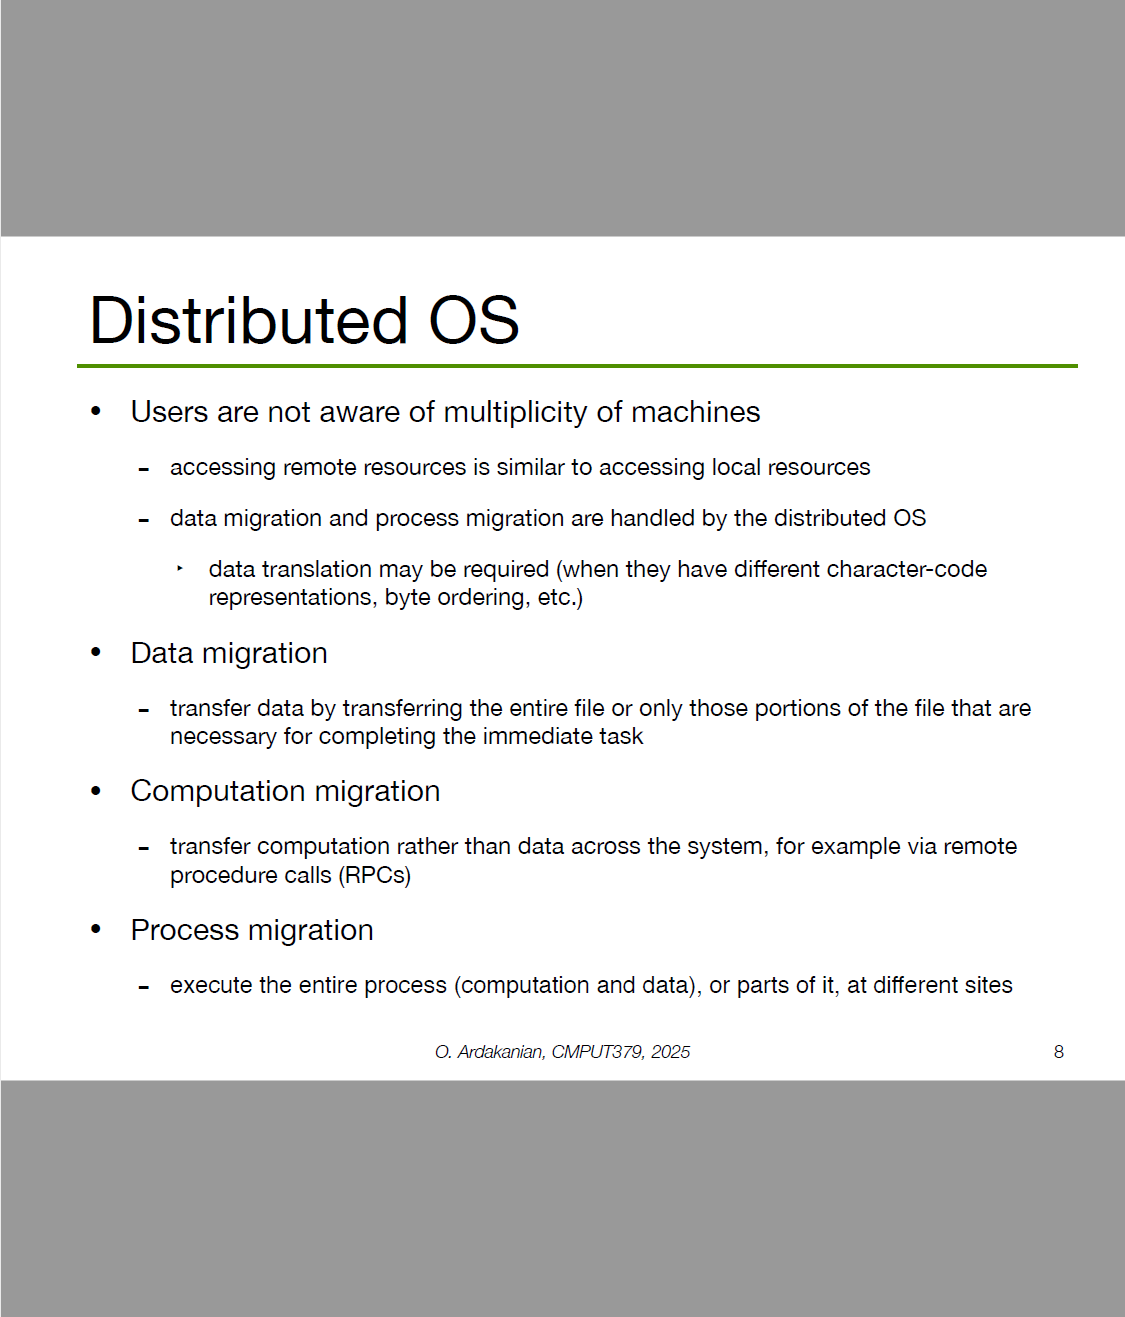 Distributed OS
• Users are not aware of multiplicity of machines
– accessing remote resources is similar to accessing local resources
– data migration and process migration are handled by the distributed OS
‣ data translation may be required (when they have different character-code
representations, byte ordering, etc.)
• Data migration
– transfer data by transferring the entire file or only those portions of the file that are
necessary for completing the immediate task
• Computation migration
– transfer computation rather than data across the system, for example via remote
procedure calls (RPCs)
• Process migration
– execute the entire process (computation and data), or parts of it, at different sites
O. Ardakanian, CMPUT379, 2025
8